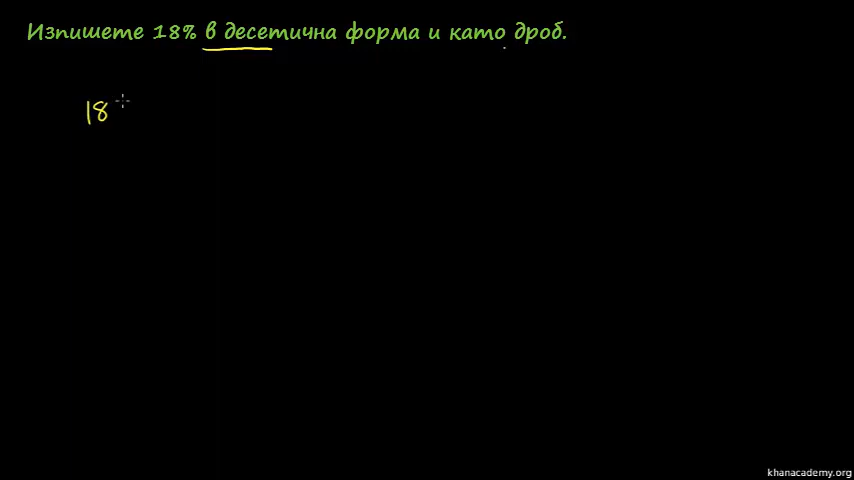 Изпишете 18% в десетична форма и като дроб.
18
khanacademy.org